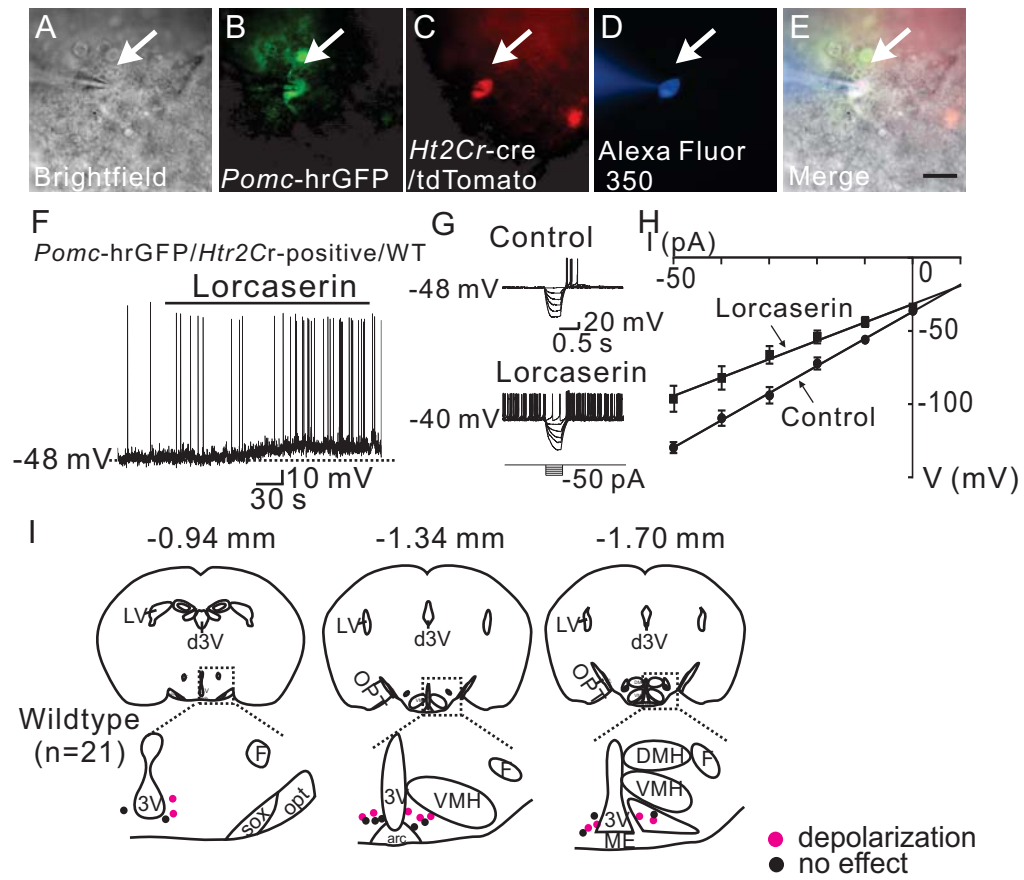 A
B
C
D
E
Brightfield
Pomc-hrGFP
Ht2Cr-cre
/tdTomato
Alexa Fluor
350
Merge
F
Pomc-hrGFP/Htr2Cr-positive/WT
Lorcaserin
-48 mV
10 mV
30 s
G
Control
-48 mV
20 mV
0.5 s
Lorcaserin
-40 mV
-50 pA
H
I (pA)
-50
0
Lorcaserin
-50
Control
-100
V (mV)
I
-0.94 mm
-1.34 mm
-1.70 mm
LV
d3V
LV
d3V
OPT
LV
d3V
OPT
Wildtype
(n=21)
3V
F
sox
opt
3V
F
VMH
arc
DMH
F
VMH
3V
ME
depolarization
no effect